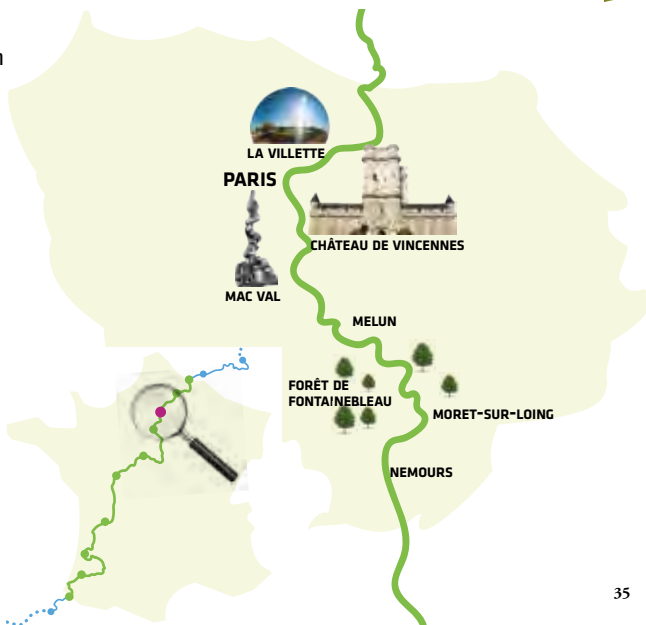 LA VILLETTE
PARIS
CHÂTEAU DE VINCENNES
MAC VAL
MELUN
FORÊT DE
FONTAINEBLEAU
MORET-SUR-LOING
NEMOURS
35